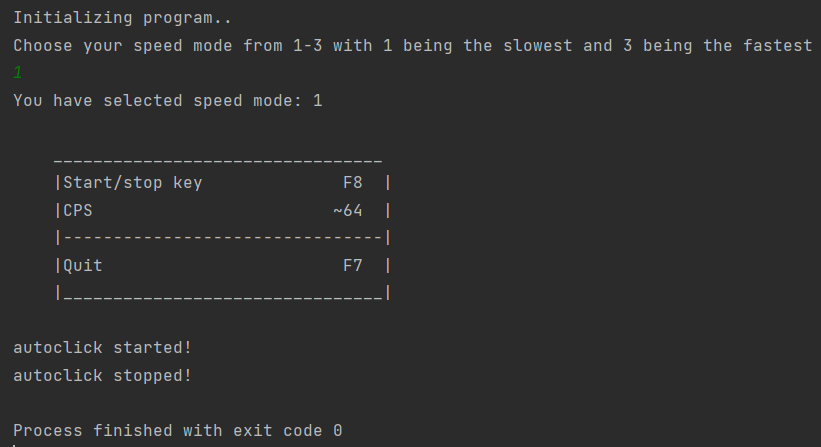 Initializing program..
Choose your speed mode from 1-3 with 1 being the slowest and 3 being the fastest
1
You have selected speed mode: 1
_________________________________
|Start/stop key              F8  |
|CPS                        ~64  |
|--------------------------------|
|Quit                        F7  |
|________________________________|
autoclick started!
autoclick stopped!
Process finished with exit code 0